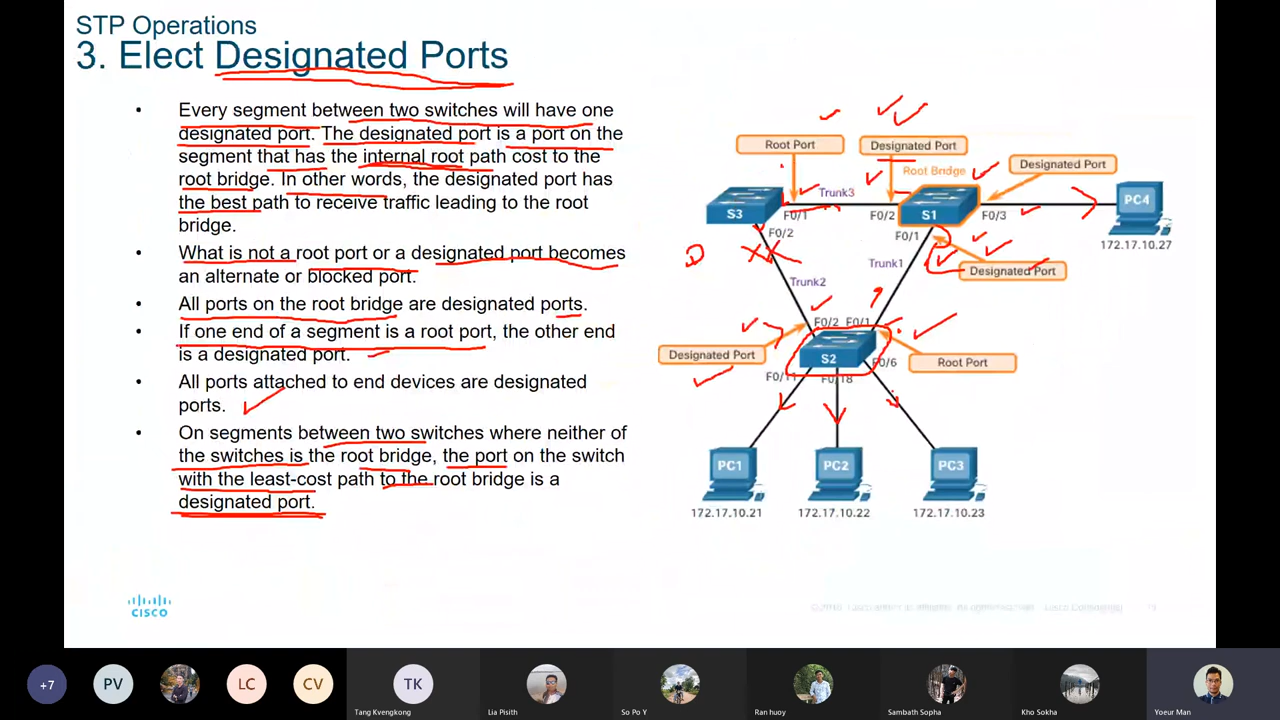 STP Operations
3. Elect Designated Ports
• Every segment between two switches will have one
designated port. The designated port is a port on the
segment that has the internal root path cost to the
root bridge. In other words, the designated port has
the best path to receive traffic leading to the root
bridge.
• What is not a root port or a designated port becomes
an alternate or blocked port.
• All ports on the root bridge are designated ports.
• If one end of a segment is a root port, the other end
is a designated port.
• All ports attached to end devices are designated
ports.
• On segments between two switches where neither of
the switches is the root bridge, the port on the switch
with the least-cost path to the root bridge is a
designated port.
Root Port
Designated Port
Designated Port
Root Bridge
S3
Trunk3
S1
PC4
F0/1
F0/2
F0/3
F0/2
F0/1
172.17.10.27
Trunk1
Designated Port
Trunk2
F0/2
F0/1
Designated Port
S2
F0/6
Root Port
F0/18
PC1
PC2
PC3
172.17.10.21
172.17.10.22
172.17.10.23
CISCO
+7
PV
LC
CV
TK
Tang Kvengkong
Lia Pisith
So Po Y
Ran huoy
Sambath Sopha
Kho Sokha
Yoeur Man